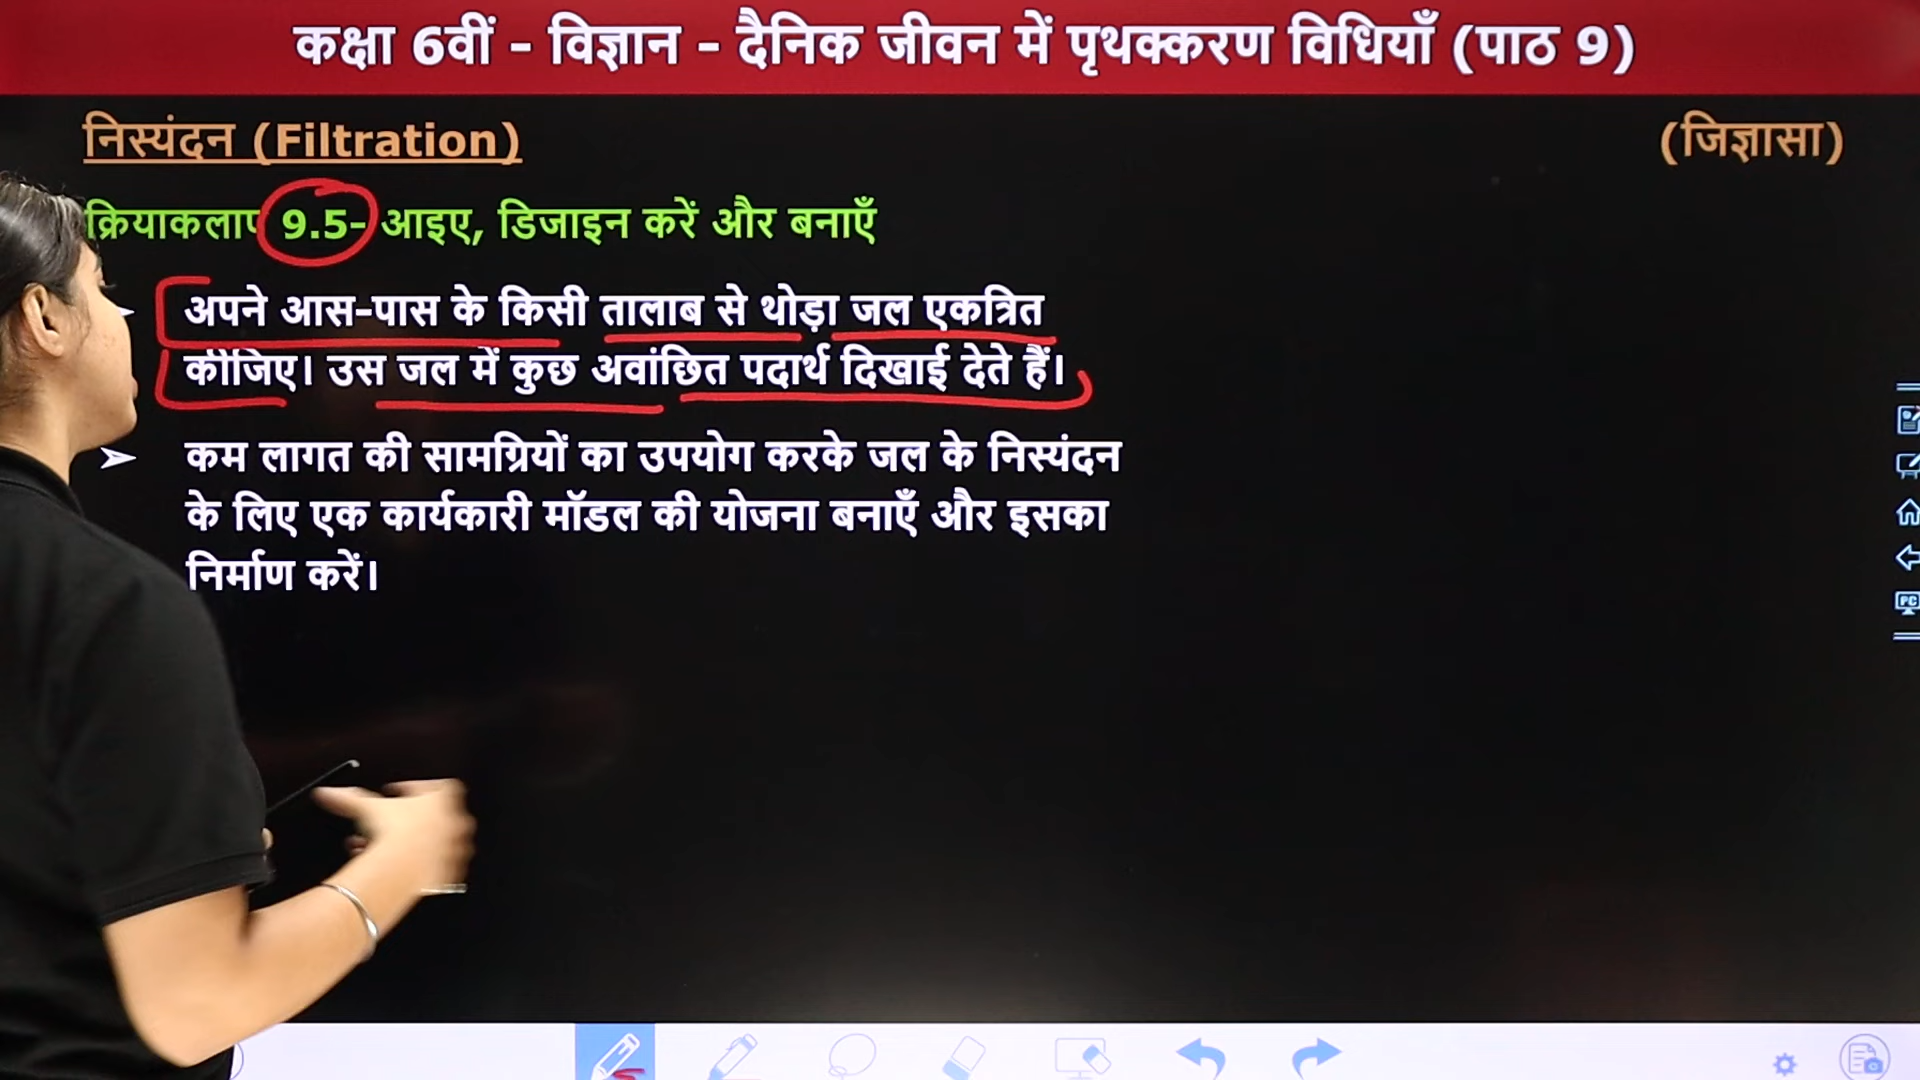 कक्षा 6वीं - विज्ञान - दैनिक जीवन में पृथक्करण विधियाँ (पाठ 9)
निस्यंदन (Filtration)
(जिज्ञासा)
क्रियाकलाप 9.5- आइए, डिजाइन करें और बनाएँ
अपने आस-पास के किसी तालाब से थोड़ा जल एकत्रित
कीजिए। उस जल में कुछ अवांछित पदार्थ दिखाई देते हैं।
कम लागत की सामग्रियों का उपयोग करके जल के निस्यंदन
के लिए एक कार्यकारी मॉडल की योजना बनाएँ और इसका
निर्माण करें।
PC